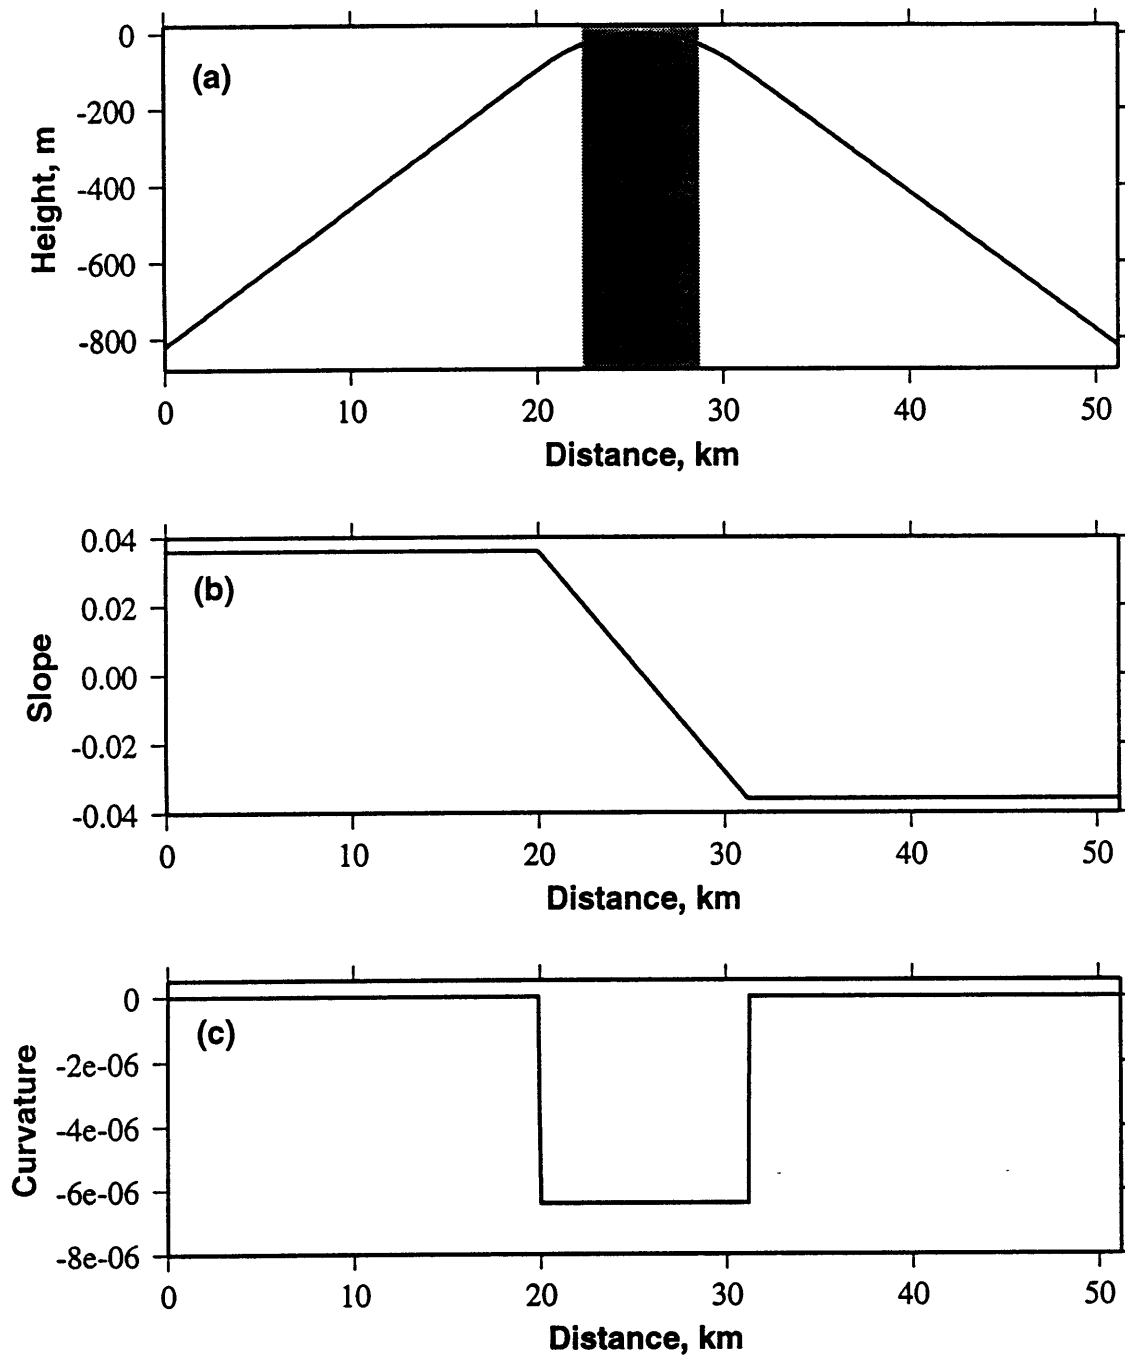 (a)
Height, m
0
-200
-400
-600
-800
0 10 20 30 40 50
Distance, km
(b)
Slope
0.04
0.02
0.00
-0.02
-0.04
0 10 20 30 40 50
Distance, km
(c)
Curvature
0
-2e-06
-4e-06
-6e-06
-8e-06
0 10 20 30 40 50
Distance, km